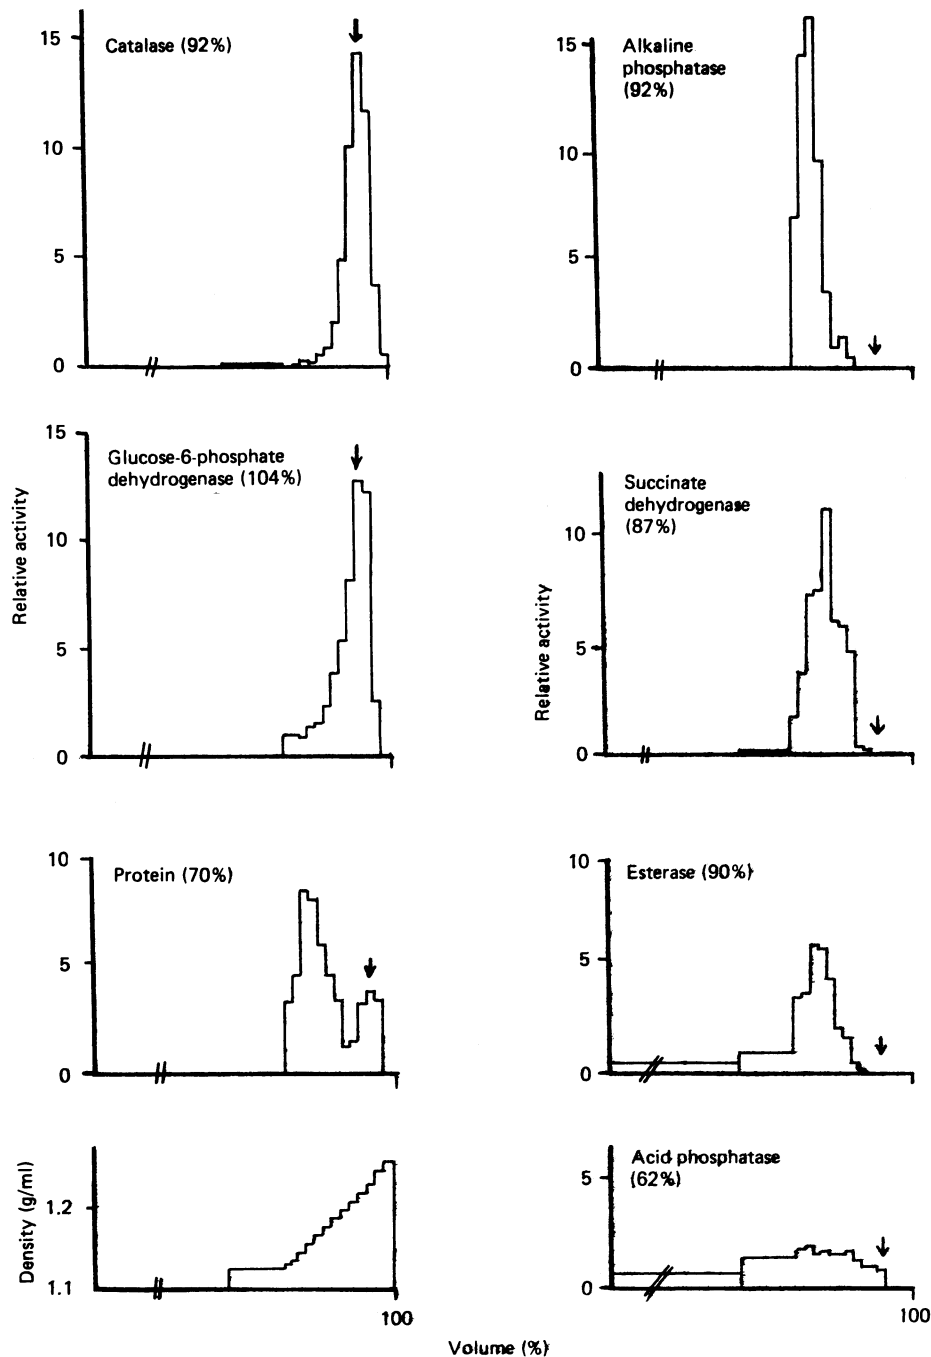 Catalase (92%)
15
10
5
0
Alkaline
phosphatase
(92%)
15
10
5
0
Glucose-6-phosphate
dehydrogenase (104%)
15
10
5
0
Relative activity
Succinate
dehydrogenase
(87%)
10
5
0
Relative activity
Protein (70%)
10
5
0
Esterase (90%)
10
5
0
Density (g/ml)
1.2
1.1
100
Acid phosphatase
(62%)
5
0
100
Volume (%)